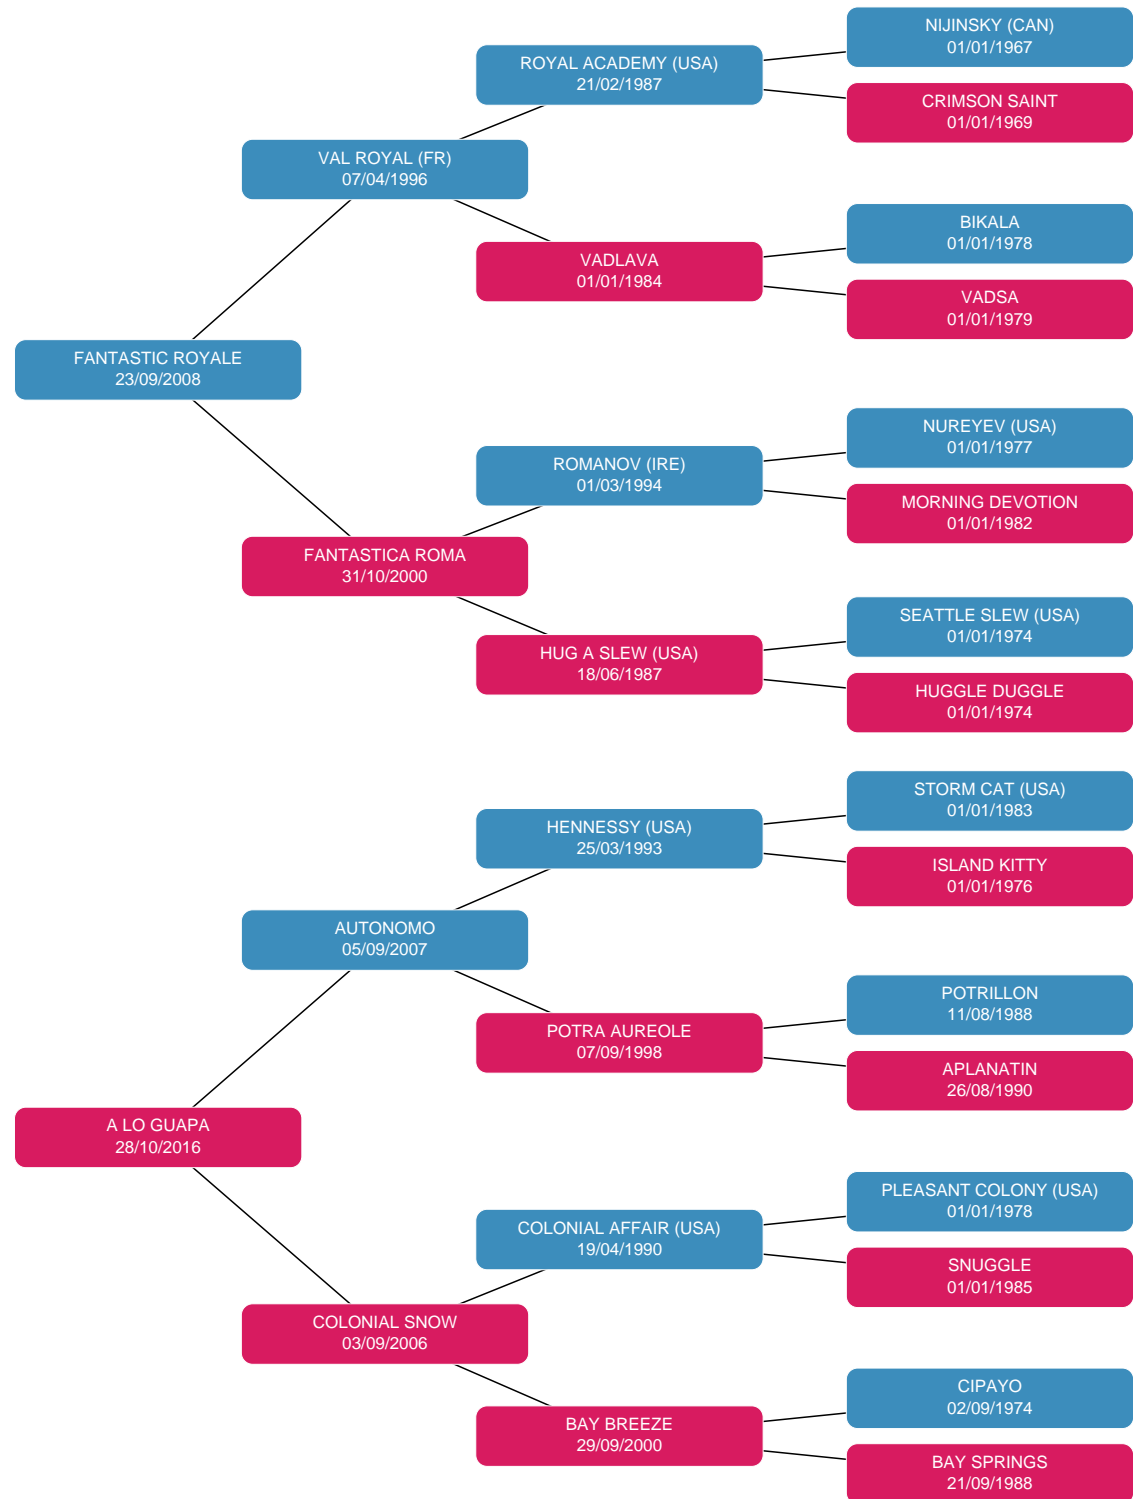 NIJINSKY (CAN)
01/01/1967
ROYAL ACADEMY (USA)
21/02/1987
CRIMSON SAINT
01/01/1969
VAL ROYAL (FR)
07/04/1996
BIKALA
01/01/1978
VADLAVA
01/01/1984
VADSA
01/01/1979
FANTASTIC ROYALE
23/09/2008
NUREYEV (USA)
01/01/1977
ROMANOV (IRE)
01/03/1994
MORNING DEVOTION
01/01/1982
FANTASTICA ROMA
31/10/2000
SEATTLE SLEW (USA)
01/01/1974
HUG A SLEW (USA)
18/06/1987
HUGGLE DUGGLE
01/01/1974
STORM CAT (USA)
01/01/1983
HENNESSY (USA)
25/03/1993
ISLAND KITTY
01/01/1976
AUTONOMO
05/09/2007
POTRILLON
11/08/1988
POTRA AUREOLE
07/09/1998
APLANATIN
26/08/1990
A LO GUAPA
28/10/2016
PLEASANT COLONY (USA)
01/01/1978
COLONIAL AFFAIR (USA)
19/04/1990
SNUGGLE
01/01/1985
COLONIAL SNOW
03/09/2006
CIPAYO
02/09/1974
BAY BREEZE
29/09/2000
BAY SPRINGS
21/09/1988